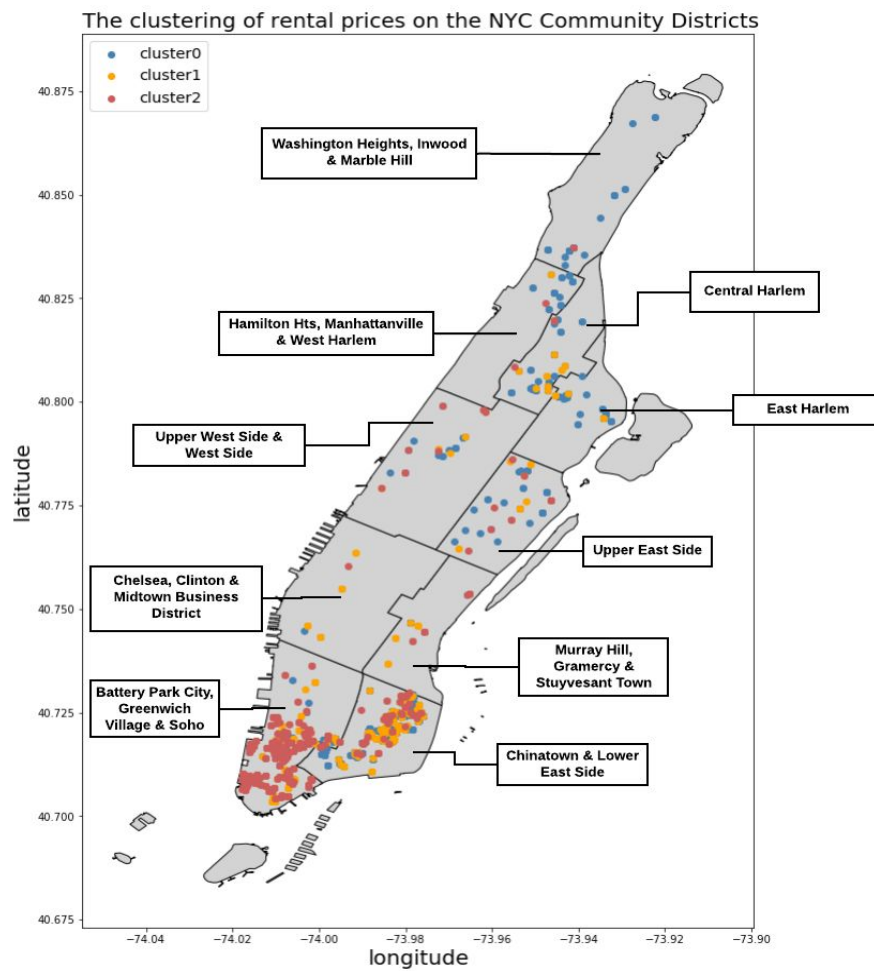 The clustering of rental prices on the NYC Community Districts
cluster0
cluster1
cluster2
40.875
40.850
40.825
40.800
40.775
40.750
40.725
40.700
40.675
latitude
Washington Heights, Inwood
& Marble Hill
Central Harlem
Hamilton Hts, Manhattanville
& West Harlem
East Harlem
Upper West Side &
West Side
Upper East Side
Chelsea, Clinton &
Midtown Business
District
Murray Hill,
Gramercy &
Stuyvesant Town
Battery Park City,
Greenwich
Village & Soho
Chinatown & Lower
East Side
−74.04 −74.02 −74.00 −73.98 −73.96 −73.94 −73.92 −73.90
longitude